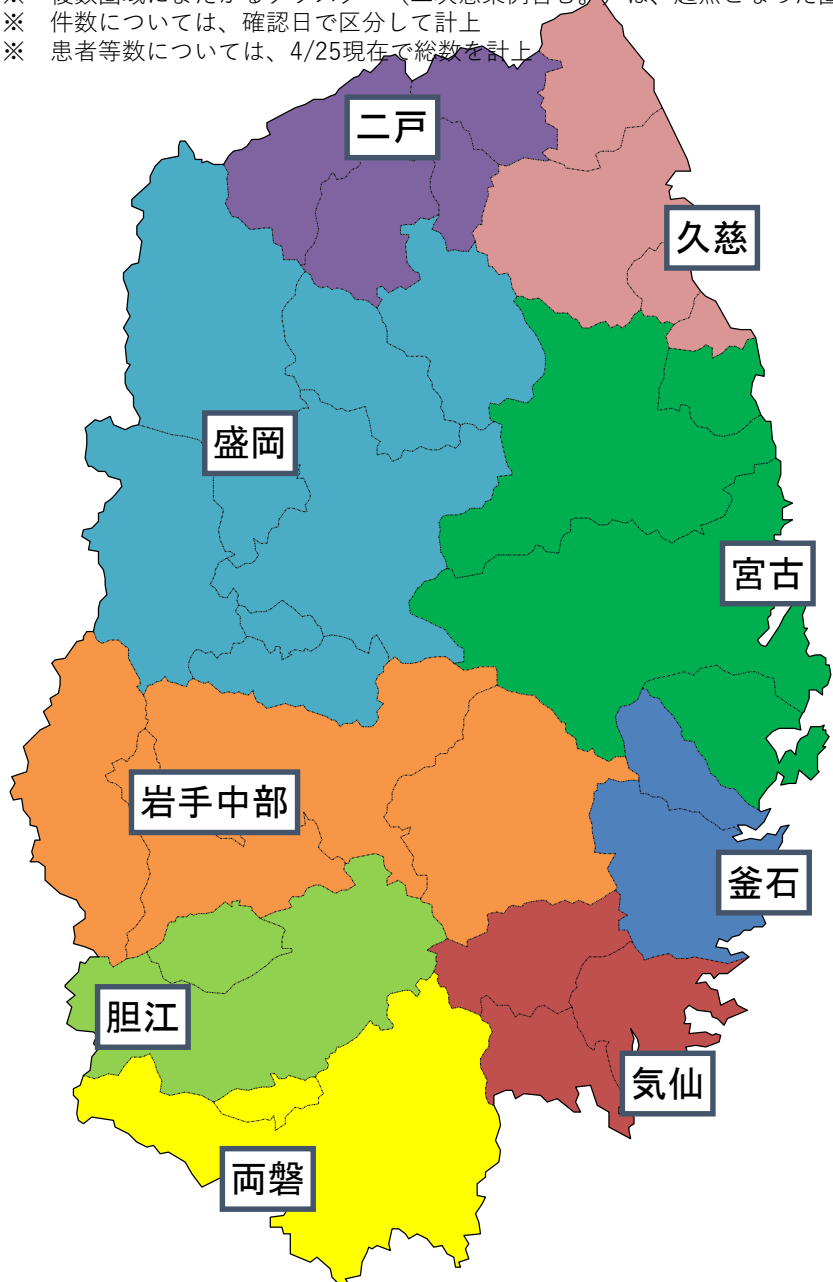 ※ 件数については、確認日で区分して計上
※ 患者等数については、4/25現在で総数を計上
二戸
久慈
盛岡
宮古
岩手中部
釜石
胆江
気仙
両磐